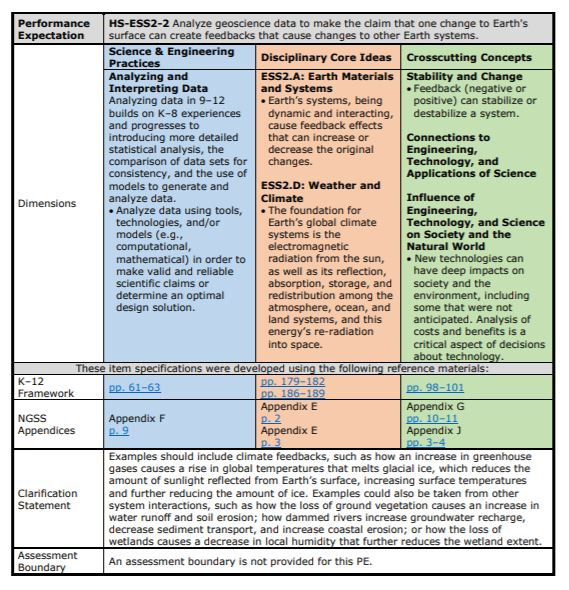 Performance
Expectation
HS-ESS2-2 Analyze geoscience data to make the claim that one change to Earth's
surface can create feedbacks that cause changes to other Earth systems.
Dimensions
Science & Engineering
Practices
Analyzing and
Interpreting Data
Analyzing data in 9–12
builds on K–8 experiences
and progresses to
introducing more detailed
statistical analysis, the
comparison of data sets for
consistency, and the use of
models to generate and
analyze data.
• Analyze data using tools,
technologies, and/or
models (e.g.,
computational,
mathematical) in order to
make valid and reliable
scientific claims or
determine an optimal
design solution.
Disciplinary Core Ideas
ESS2.A: Earth Materials
and Systems
• Earth's systems, being
dynamic and interacting,
cause feedback effects
that can increase or
decrease the original
changes.
ESS2.D: Weather and
Climate
• The foundation for
Earth's global climate
systems is the
electromagnetic
radiation from the sun,
as well as its reflection,
absorption, storage, and
redistribution among the
atmosphere, ocean, and
land systems, and this
energy's re-radiation
into space.
Crosscutting Concepts
Stability and Change
• Feedback (negative or
positive) can stabilize or
destabilize a system.
Connections to
Engineering,
Technology, and
Applications of Science
Influence of
Engineering,
Technology, and Science
on Society and the
Natural World
• New technologies can
have deep impacts on
society and the
environment, including
some that were not
anticipated. Analysis of
costs and benefits is a
critical aspect of decisions
about technology.
These item specifications were developed using the following reference materials:
K–12
Framework
pp. 61–63
pp. 179–182
pp. 186–189
pp. 98–101
NGSS
Appendices
Appendix F
p. 9
Appendix E
p. 2
Appendix E
p. 3
Appendix G
pp. 10–11
Appendix J
pp. 3–4
Clarification
Statement
Examples should include climate feedbacks, such as how an increase in greenhouse
gases causes a rise in global temperatures that melts glacial ice, which reduces the
amount of sunlight reflected from Earth's surface, increasing surface temperatures
and further reducing the amount of ice. Examples could also be taken from other
system interactions, such as how the loss of ground vegetation causes an increase in
water runoff and soil erosion; how dammed rivers increase groundwater recharge,
decrease sediment transport, and increase coastal erosion; or how the loss of
wetlands causes a decrease in local humidity that further reduces the wetland extent.
Assessment
Boundary
An assessment boundary is not provided for this PE.